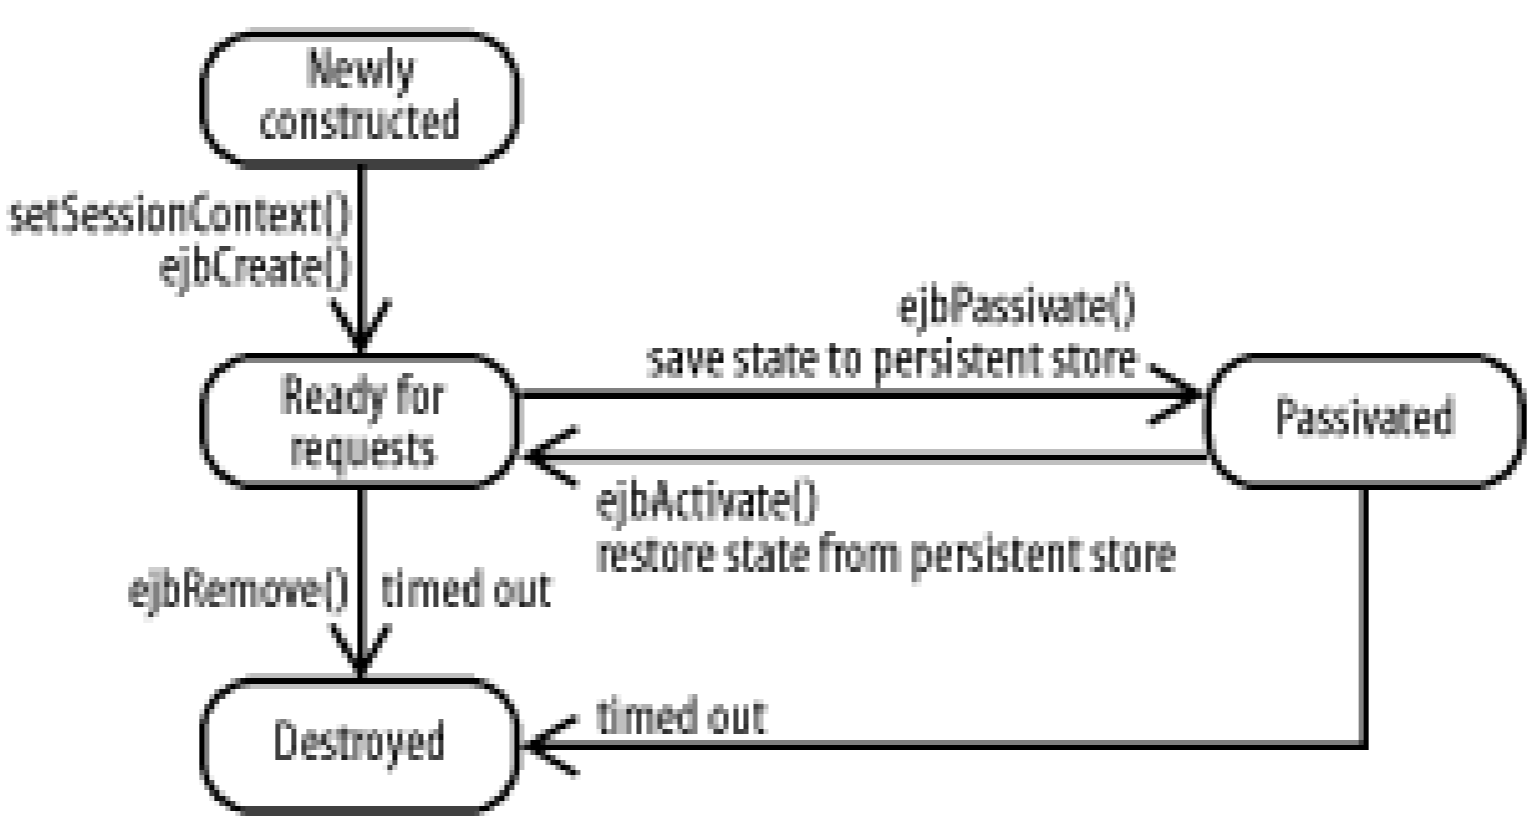 Newly
constructed
setSessionContext()
ejbCreate()
ejbPassivate()
save state to persistent store
Ready for
requests
Passivated
ejbActivate()
restore state from persistent store
ejbRemove() timed out
timed out
Destroyed